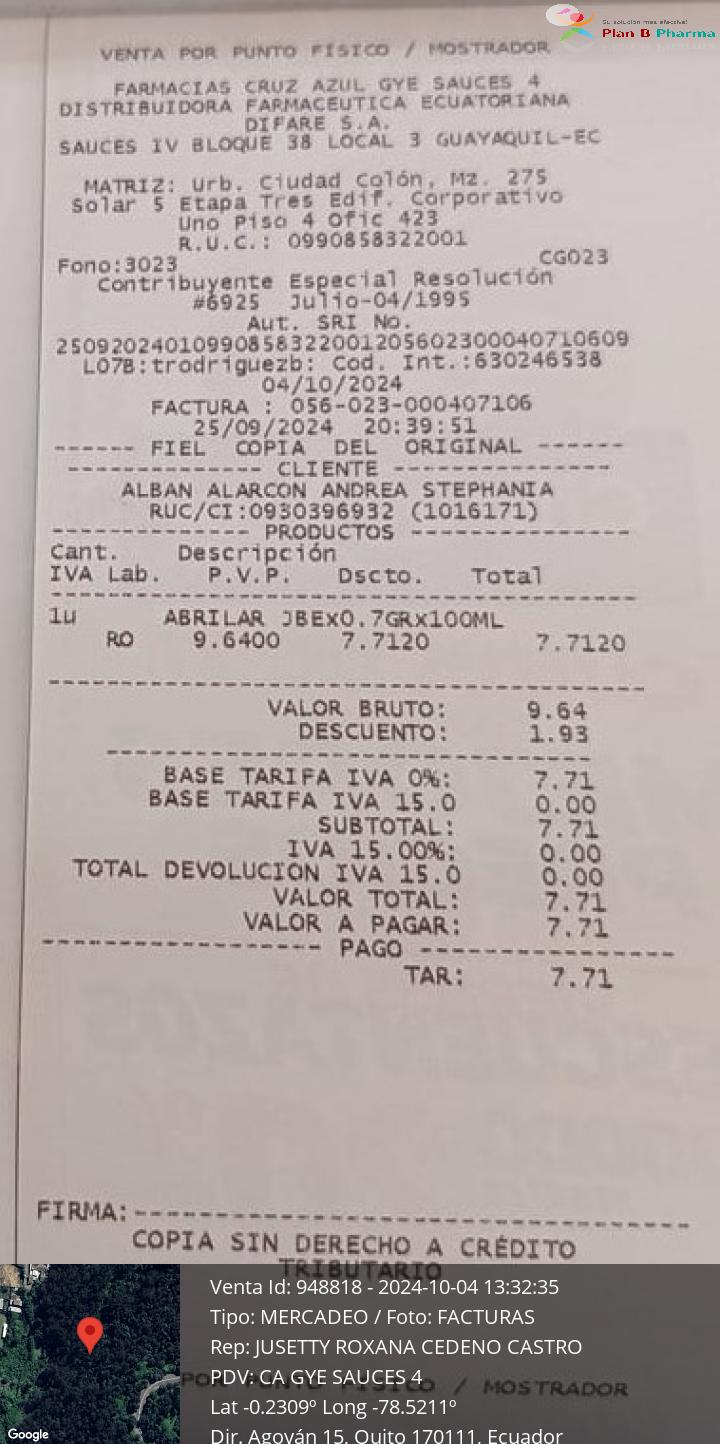 Su solución más efectiva!
Plan B Pharma
VENTA POR PUNTO FÍSICO / MOSTRADOR
FARMACIAS CRUZ AZUL GYE SAUCES 4
DISTRIBUIDORA FARMACEUTICA ECUATORIANA
DIFARE S.A.
SAUCES IV BLOQUE 38 LOCAL 3 GUAYAQUIL-EC
MATRIZ: Urb. Ciudad Colón, Mz. 275
Solar 5 Etapa Tres Edif. Corporativo
Uno Piso 4 Ofic 423
R.U.C.: 0990858322001
Fono:3023 CG023
Contribuyente Especial Resolución
#6925 Julio-04/1995
Aut. SRI No.
2509202401099085832200120560230004071060​9
L07B:trodriguezb: Cod. Int.:630246538
04/10/2024
FACTURA : 056-023-000407106
25/09/2024 20:39:51
------ FIEL COPIA DEL ORIGINAL ------
-------------- CLIENTE ---------------
ALBAN ALARCON ANDREA STEPHANIA
RUC/CI:0930396932 (1016171)
-------------- PRODUCTOS ---------------
Cant. Descripción
IVA Lab. P.V.P. Dscto. Total
1u ABRILAR JBEx0.7GRx100ML
RO 9.6400 7.7120 7.7120
VALOR BRUTO: 9.64
DESCUENTO: 1.93
BASE TARIFA IVA 0%: 7.71
BASE TARIFA IVA 15.0 0.00
SUBTOTAL: 7.71
IVA 15.00%: 0.00
TOTAL DEVOLUCION IVA 15.0 0.00
VALOR TOTAL: 7.71
VALOR A PAGAR: 7.71
------------------ PAGO ----------------
TAR: 7.71
FIRMA:------------------------------------
COPIA SIN DERECHO A CRÉDITO
TRIBUTARIO
Venta Id: 948818 - 2024-10-04 13:32:35
Tipo: MERCADEO / Foto: FACTURAS
Rep: JUSETTY ROXANA CEDENO CASTRO
PDV: CA GYE SAUCES 4
POR PUNTO FÍSICO / MOSTRADOR
Lat -0.2309º Long -78.5211º
Dir. Agoyán 15, Quito 170111, Ecuador
Google